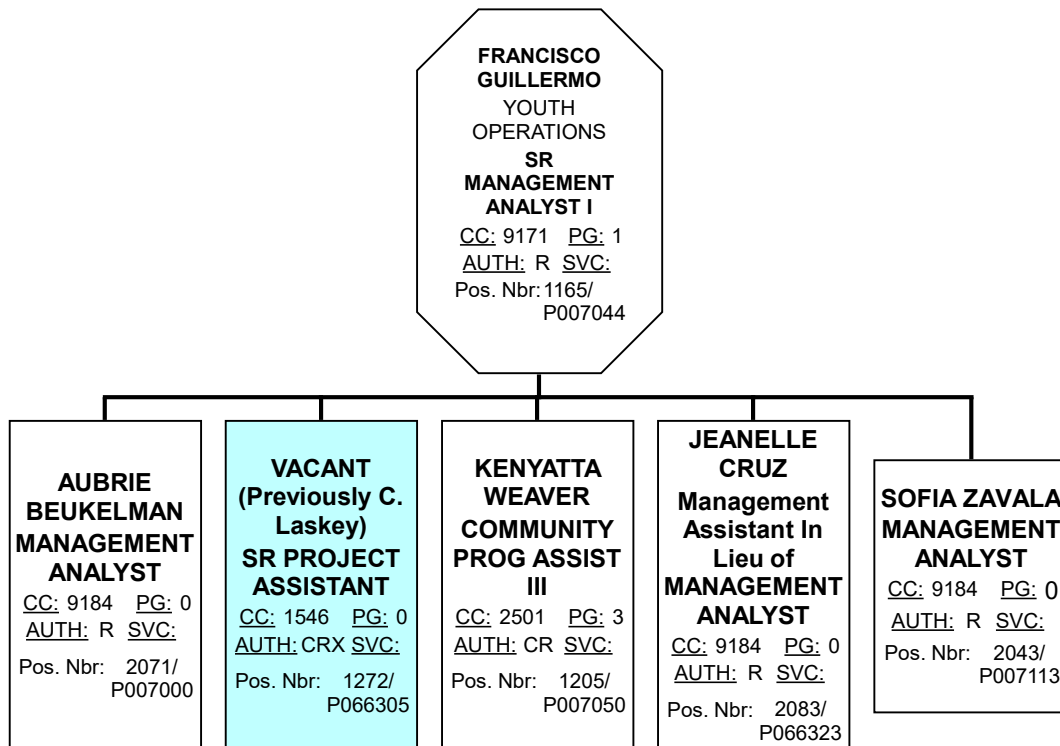 FRANCISCO
GUILLERMO
YOUTH
OPERATIONS
SR
MANAGEMENT
ANALYST I
CC: 9171 PG: 1
AUTH: R SVC:
Pos. Nbr: 1165/
P007044
AUBRIE
BEUKELMAN
MANAGEMENT
ANALYST
CC: 9184 PG: 0
AUTH: R SVC:
Pos. Nbr: 2071/
P007000
VACANT
(Previously C.
Laskey)
SR PROJECT
ASSISTANT
CC: 1546 PG: 0
AUTH: CRX SVC:
Pos. Nbr: 1272/
P066305
KENYATTA
WEAVER
COMMUNITY
PROG ASSIST
III
CC: 2501 PG: 3
AUTH: CR SVC:
Pos. Nbr: 1205/
P007050
JEANELLE
CRUZ
Management
Assistant In
Lieu of
MANAGEMENT
ANALYST
CC: 9184 PG: 0
AUTH: R SVC:
Pos. Nbr: 2083/
P066323
SOFIA ZAVALA
MANAGEMENT
ANALYST
CC: 9184 PG: 0
AUTH: R SVC:
Pos. Nbr: 2043/
P007113